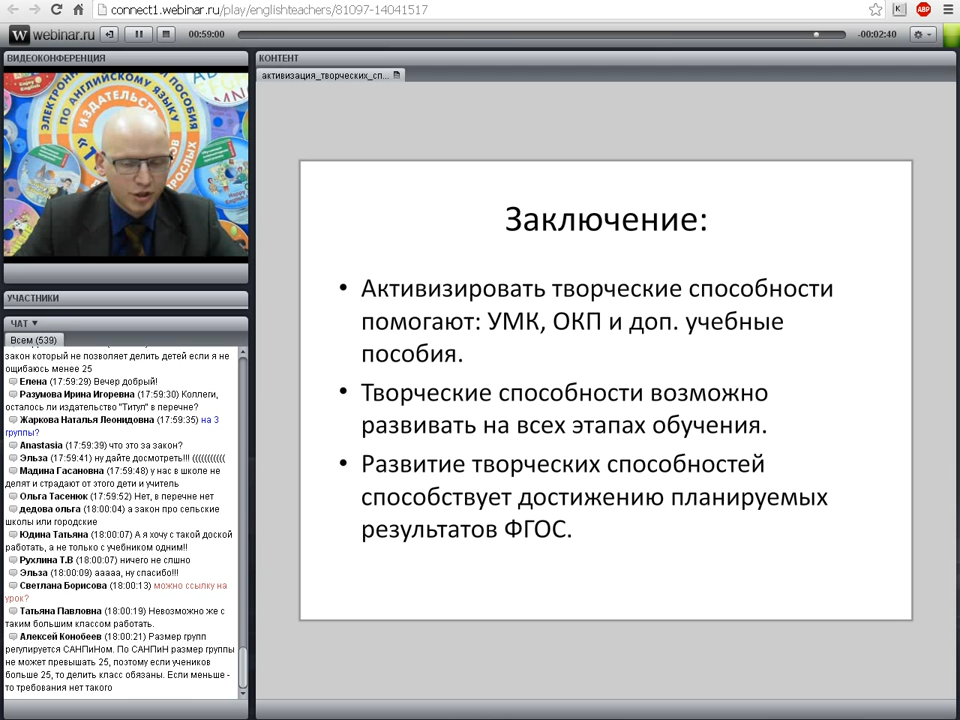 connect1.webinar.ru/play/englishteachers/81097-14041517
W webinar.ru
00:59:00
-00:02:40
ВИДЕОКОНФЕРЕНЦИЯ
КОНТЕНТ
активизация_творческих_сп...
ЭЛЕКТРОННЫЕ ПОСОБИЯ
ПО АНГЛИЙСКОМУ ЯЗЫКУ
ИЗДАТЕЛЬСТВО
Happy English
УЧАСТНИКИ
ЧАТ
Всем (539)
закон который не позволяет делить детей если я не
ощибаюсь менее 25
Елена (17:59:29) Вечер добрый!
Разумова Ирина Игоревна (17:59:30) Коллеги,
осталось ли издательство "Титул" в перечне?
Жаркова Наталья Леонидовна (17:59:35) на 3
группы?
Anastasia (17:59:39) что это за закон?
Эльза (17:59:41) ну дайте досмотреть!!! (((((((((((
Мадина Гасановна (17:59:48) у нас в школе не
делят и страдают от этого дети и учитель
Ольга Тасенюк (17:59:52) Нет, в перечне нет
дедова ольга (18:00:04) а закон про сельские
школы или городские
Юдина Татьяна (18:00:07) А я хочу с такой доской
работать, а не только с учебником одним!!
Рухлина Т.В (18:00:07) ничего не слшно
Эльза (18:00:09) ааааа, ну спасибо!!!
Светлана Борисова (18:00:13) можно ссылку на
урок?
Татьяна Павловна (18:00:19) Невозможно же с
таким большим классом работать.
Алексей Конобеев (18:00:21) Размер групп
регулируется САНПиНом. По САНПиН размер группы
не может превышать 25, поэтому если учеников
больше 25, то делить класс обязаны. Если меньше -
то требования нет такого
Заключение:
• Активизировать творческие способности
помогают: УМК, ОКП и доп. учебные
пособия.
• Творческие способности возможно
развивать на всех этапах обучения.
• Развитие творческих способностей
способствует достижению планируемых
результатов ФГОС.